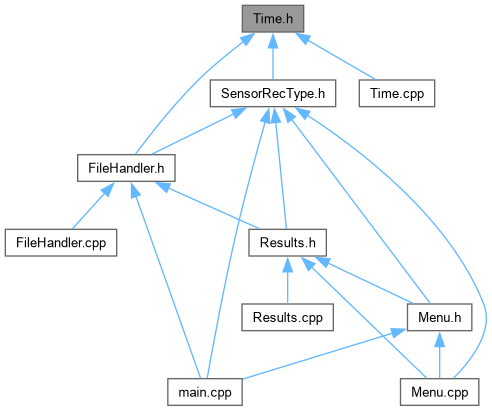 Time.h
SensorRecType.h
Time.cpp
FileHandler.h
FileHandler.cpp
Results.h
Results.cpp
Menu.h
main.cpp
Menu.cpp